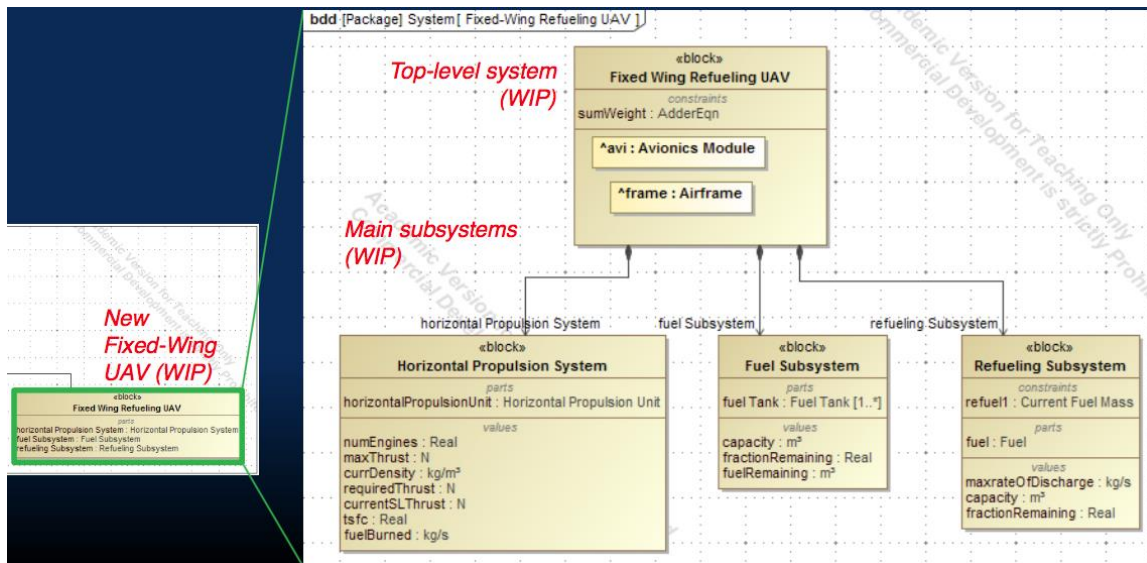 bdd [Package] System [ Fixed-Wing Refueling UAV ]
Top-level system
(WIP)
«block»
Fixed Wing Refueling UAV
constraints
sumWeight : AdderEqn
^avi : Avionics Module
^frame : Airframe
Main subsystems
(WIP)
horizontal Propulsion System
fuel Subsystem
refueling Subsystem
«block»
Horizontal Propulsion System
parts
horizontalPropulsionUnit : Horizontal Propulsion Unit
values
numEngines : Real
maxThrust : N
currDensity : kg/m³
requiredThrust : N
currentSLThrust : N
tsfc : Real
fuelBurned : kg/s
«block»
Fuel Subsystem
parts
fuel Tank : Fuel Tank [1..*]
values
capacity : m³
fractionRemaining : Real
fuelRemaining : m³
«block»
Refueling Subsystem
constraints
refuel1 : Current Fuel Mass
parts
fuel : Fuel
values
maxrateOfDischarge : kg/s
capacity : m³
fractionRemaining : Real
New
Fixed-Wing
UAV (WIP)
«block»
Fixed Wing Refueling UAV
parts
horizontal Propulsion System : Horizontal Propulsion System
fuel Subsystem : Fuel Subsystem
refueling Subsystem : Refueling Subsystem